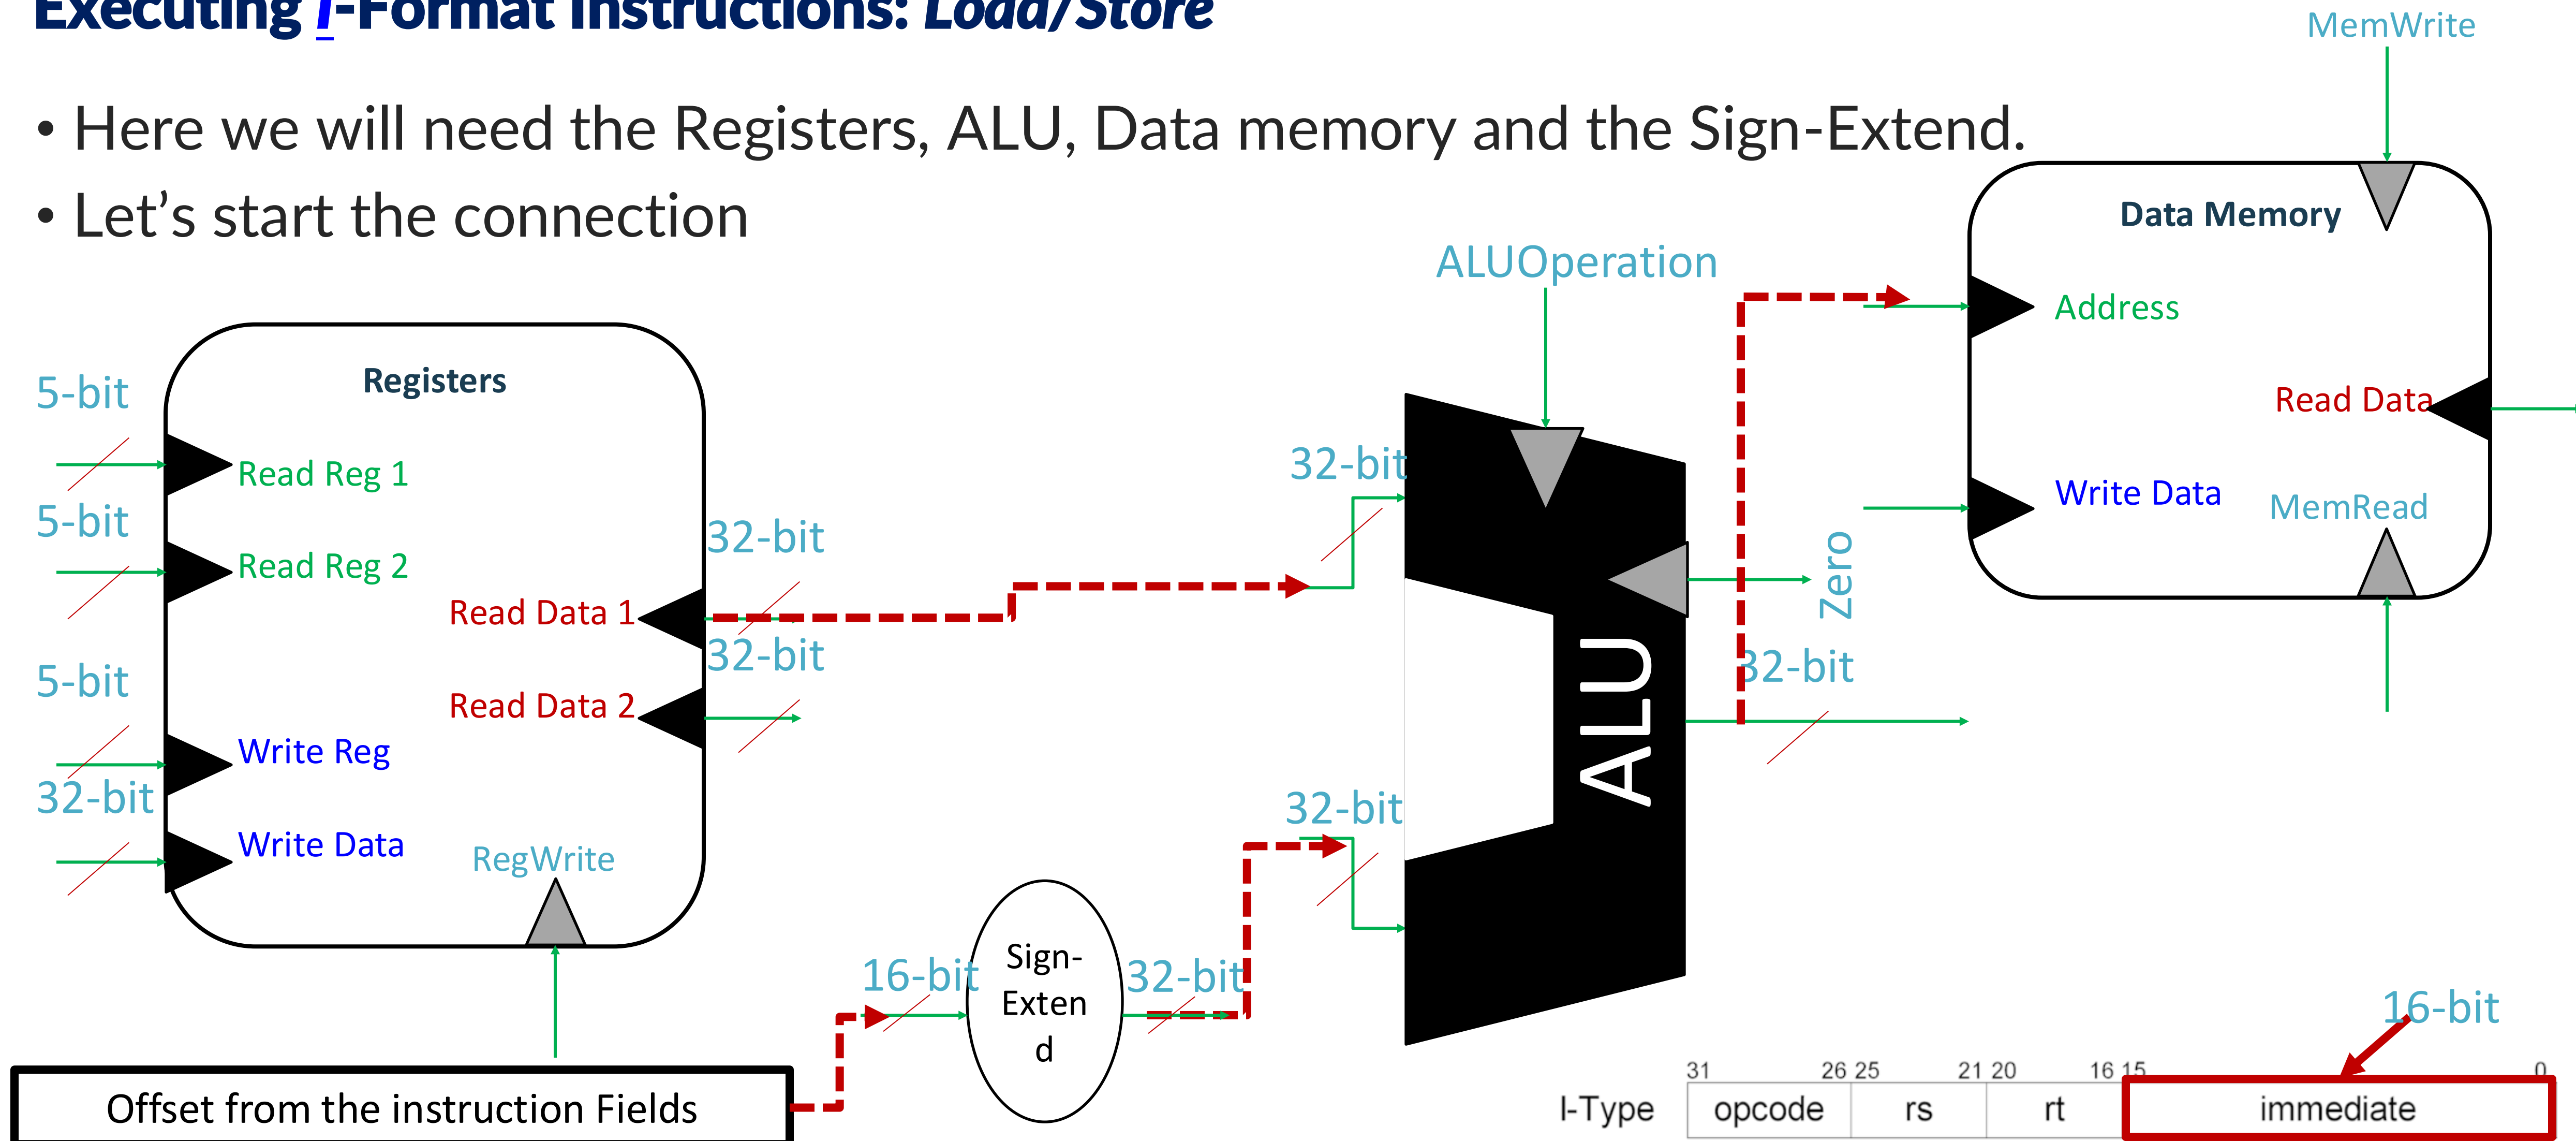 Executing I-Format Instructions: Load/Store
• Here we will need the Registers, ALU, Data memory and the Sign-Extend.
• Let's start the connection
MemWrite
Data Memory
Address
Read Data
Write Data
MemRead
ALUOperation
Registers
5-bit
Read Reg 1
5-bit
Read Reg 2
5-bit
Write Reg
32-bit
Write Data
RegWrite
Read Data 1
32-bit
Read Data 2
32-bit
32-bit
32-bit
ALU
Zero
32-bit
16-bit
Sign-
Exten
d
32-bit
Offset from the instruction Fields
16-bit
31 26 25 21 20 16 15 0
I-Type opcode rs rt immediate